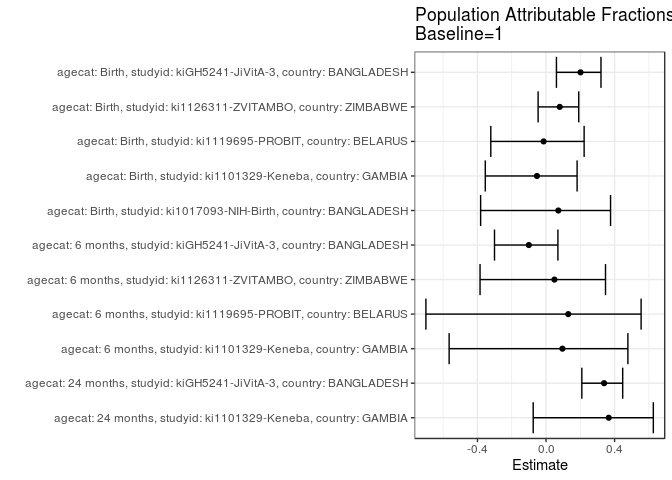 Population Attributable Fractions
Baseline=1
agecat: Birth, studyid: kiGH5241-JiVitA-3, country: BANGLADESH
agecat: Birth, studyid: ki1126311-ZVITAMBO, country: ZIMBABWE
agecat: Birth, studyid: ki1119695-PROBIT, country: BELARUS
agecat: Birth, studyid: ki1101329-Keneba, country: GAMBIA
agecat: Birth, studyid: ki1017093-NIH-Birth, country: BANGLADESH
agecat: 6 months, studyid: kiGH5241-JiVitA-3, country: BANGLADESH
agecat: 6 months, studyid: ki1126311-ZVITAMBO, country: ZIMBABWE
agecat: 6 months, studyid: ki1119695-PROBIT, country: BELARUS
agecat: 6 months, studyid: ki1101329-Keneba, country: GAMBIA
agecat: 24 months, studyid: kiGH5241-JiVitA-3, country: BANGLADESH
agecat: 24 months, studyid: ki1101329-Keneba, country: GAMBIA
-0.4 0.0 0.4
Estimate